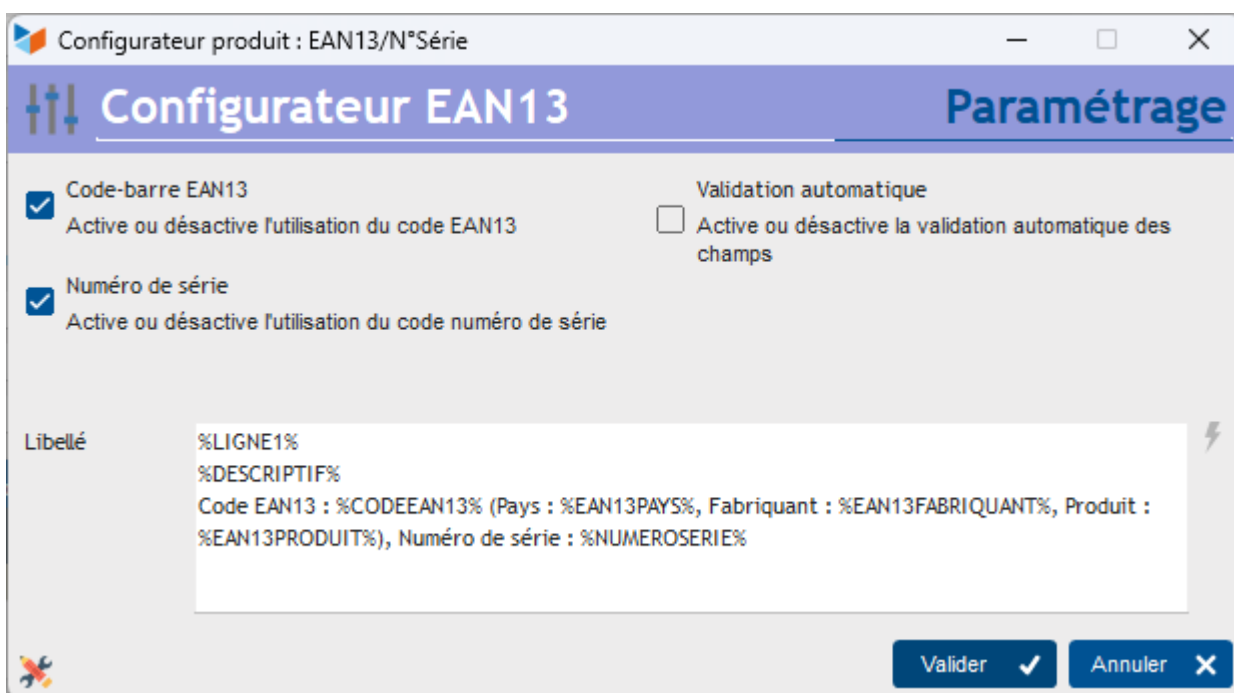 Configurateur produit : EAN13/N°Série
Configurateur EAN13
Paramétrage
Code-barre EAN13
Active ou désactive l'utilisation du code EAN13
Validation automatique
Active ou désactive la validation automatique des
champs
Numéro de série
Active ou désactive l'utilisation du code numéro de série
Libellé
%LIGNE1%
%DESCRIPTIF%
Code EAN13 : %CODEEAN13% (Pays : %EAN13PAYS%, Fabriquant : %EAN13FABRIQUANT%, Produit :
%EAN13PRODUIT%), Numéro de série : %NUMEROSERIE%
Valider
Annuler